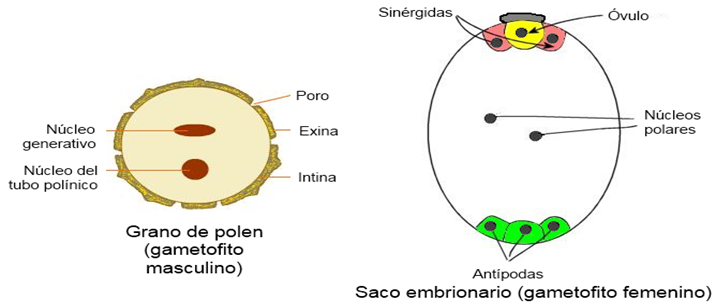 Poro
Exina
Intina
Núcleo
generativo
Núcleo del
tubo polínico
Grano de polen
(gametofito
masculino)
Sinérgidas
Óvulo
Núcleos
polares
Antípodas
Saco embrionario (gametofito femenino)